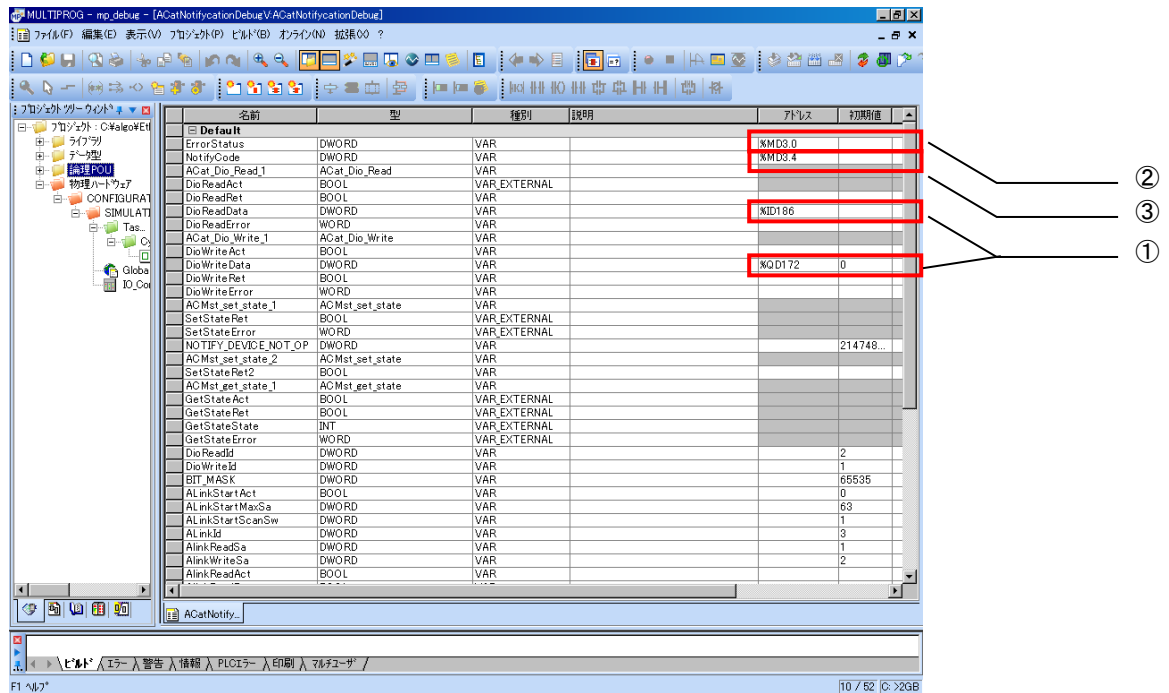 MULTIPROG - mp_debug - [ACatNotifycationDebugV:ACatNotifycationDebug]
ファイル(F) 編集(E) 表示(V) プロジェクト(P) ビルド(B) オンライン(N) 拡張(X) ?
プロジェクト ツリー ウィンドウ
プロジェクト : C:¥algo¥Etl
ライブラリ
データ型
論理POU
物理ハードウェア
CONFIGURAT
SIMULATI
Tas...
Cy
Globa
IO_Co
名前 型 種別 説明 アドレス 初期値
Default
ErrorStatus DWORD VAR %MD3.0
NotifyCode DWORD VAR %MD3.4
ACat_Dio_Read_1 ACat_Dio_Read VAR
DioReadAct BOOL VAR_EXTERNAL
DioReadRet BOOL VAR
DioReadData DWORD VAR %ID186
DioReadError WORD VAR
ACat_Dio_Write_1 ACat_Dio_Write VAR
DioWriteAct BOOL VAR
DioWriteData DWORD VAR %QD172 0
DioWriteRet BOOL VAR
DioWriteError WORD VAR
ACMst_set_state_1 ACMst_set_state VAR
SetStateRet BOOL VAR_EXTERNAL
SetStateError WORD VAR_EXTERNAL
NOTIFY_DEVICE_NOT_OP DWORD VAR 214748...
ACMst_set_state_2 ACMst_set_state VAR
SetStateRet2 BOOL VAR
ACMst_get_state_1 ACMst_get_state VAR
GetStateAct BOOL VAR_EXTERNAL
GetStateRet BOOL VAR_EXTERNAL
GetStateState INT VAR_EXTERNAL
GetStateError WORD VAR_EXTERNAL
DioReadId DWORD VAR 2
DioWriteId DWORD VAR 1
BIT_MASK DWORD VAR 65535
ALinkStartAct BOOL VAR 0
ALinkStartMaxSa DWORD VAR 63
ALinkStartScanSw DWORD VAR 1
ALinkId DWORD VAR 3
AlinkReadSa DWORD VAR 1
AlinkWriteSa DWORD VAR 2
AlinkReadAct BOOL VAR
②
③
①
ACatNotify...
ビルド エラー 警告 情報 PLCエラー 印刷 マルチユーザ
F1 ヘルプ 10 / 52 C: >2GB